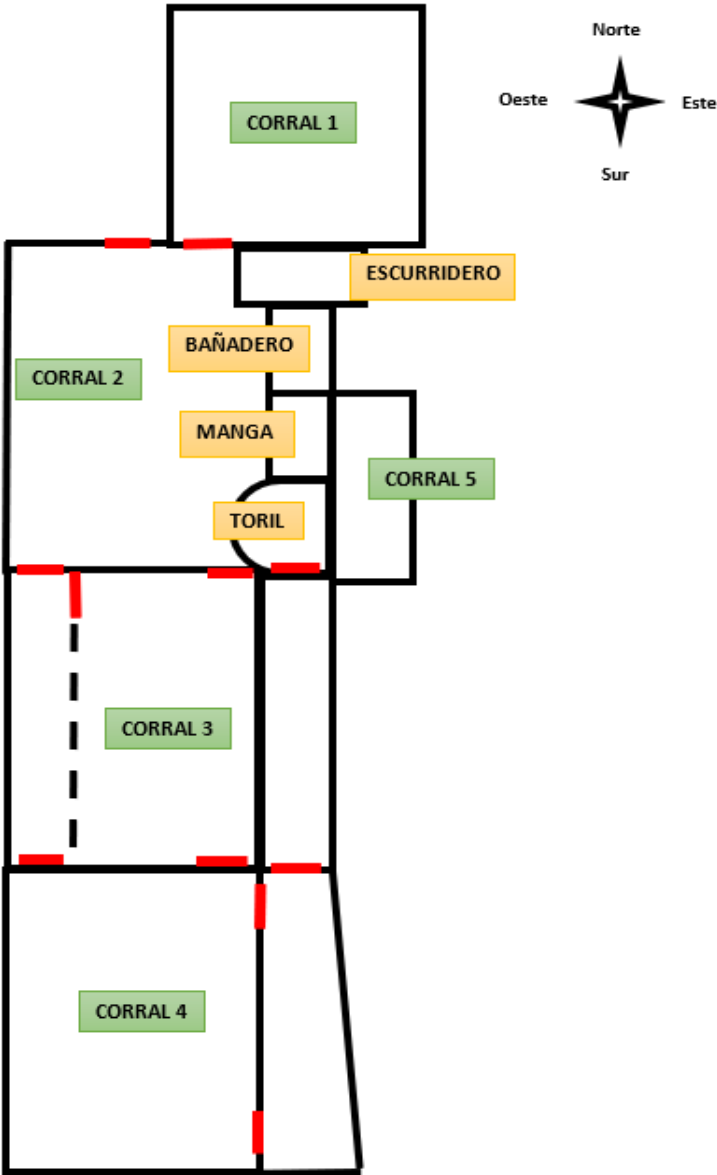 Norte
Oeste
Este
Sur
CORRAL 1
ESCURRIDERO
BAÑADERO
CORRAL 2
MANGA
CORRAL 5
TORIL
CORRAL 3
CORRAL 4